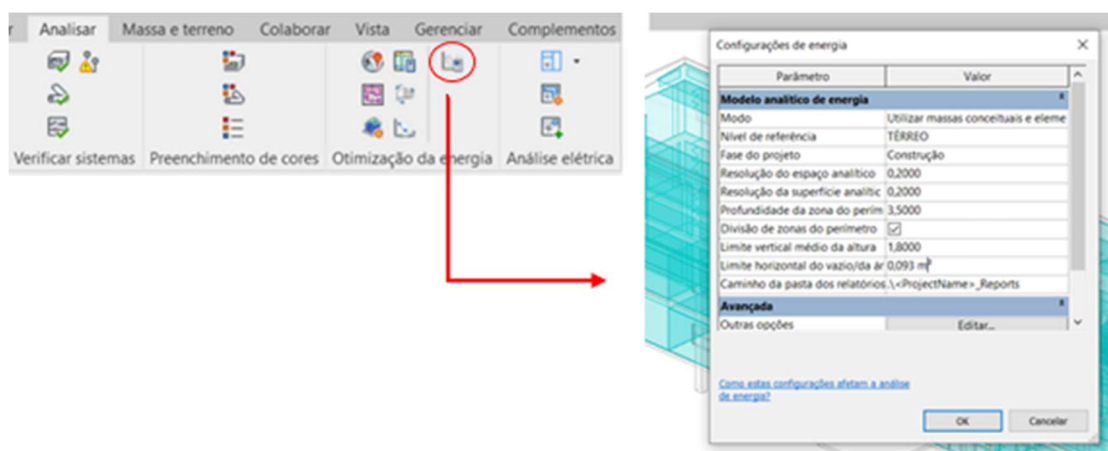 Analisar Massa e terreno Colaborar Vista Gerenciar Complementos
Verificar sistemas Preenchimento de cores Otimização da energia Análise elétrica
Configurações de energia
Parâmetro Valor
Modelo analítico de energia
Modo Utilizar massas conceituais e eleme
Nível de referência TÉRREO
Fase do projeto Construção
Resolução do espaço analítico 0,2000
Resolução da superfície analític 0,2000
Profundidade da zona do perím 3,5000
Divisão de zonas do perímetro
Limite vertical médio da altura 1,8000
Limite horizontal do vazio/da ár 0,093 m²
Caminho da pasta dos relatórios .\<ProjectName>_Reports
Avançada
Outras opções Editar...
Como estas configurações afetam a análise
de energia?
OK Cancelar